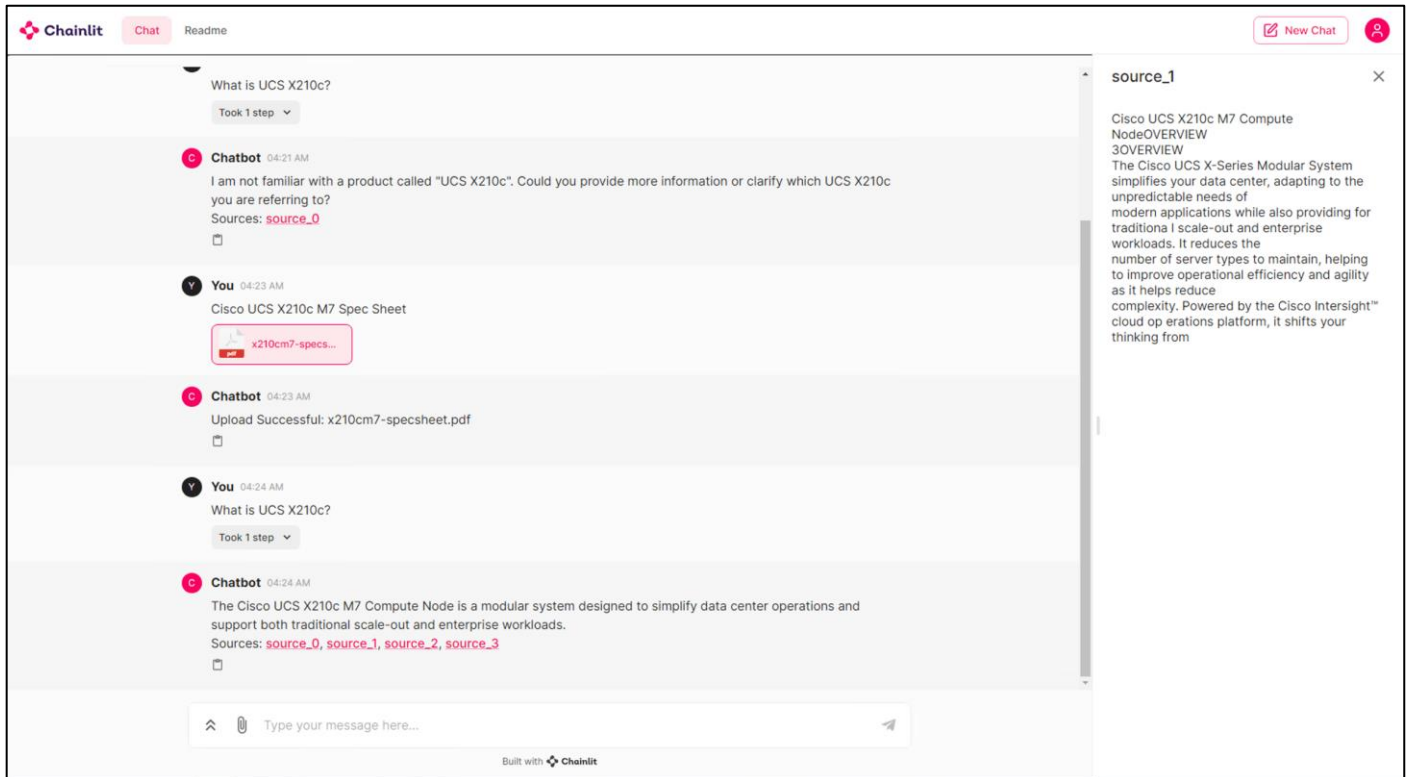 Chainlit
Chat
Readme
New Chat
What is UCS X210c?
Took 1 step
C
Chatbot 04:21 AM
I am not familiar with a product called "UCS X210c". Could you provide more information or clarify which UCS X210c
you are referring to?
Sources: source_0
Y
You 04:23 AM
Cisco UCS X210c M7 Spec Sheet
pdf
x210cm7-specs...
C
Chatbot 04:23 AM
Upload Successful: x210cm7-specsheet.pdf
Y
You 04:24 AM
What is UCS X210c?
Took 1 step
C
Chatbot 04:24 AM
The Cisco UCS X210c M7 Compute Node is a modular system designed to simplify data center operations and
support both traditional scale-out and enterprise workloads.
Sources: source_0, source_1, source_2, source_3
Type your message here...
Built with Chainlit
source_1
Cisco UCS X210c M7 Compute
NodeOVERVIEW
3OVERVIEW
The Cisco UCS X-Series Modular System
simplifies your data center, adapting to the
unpredictable needs of
modern applications while also providing for
traditiona l scale-out and enterprise
workloads. It reduces the
number of server types to maintain, helping
to improve operational efficiency and agility
as it helps reduce
complexity. Powered by the Cisco Intersight™
cloud op erations platform, it shifts your
thinking from